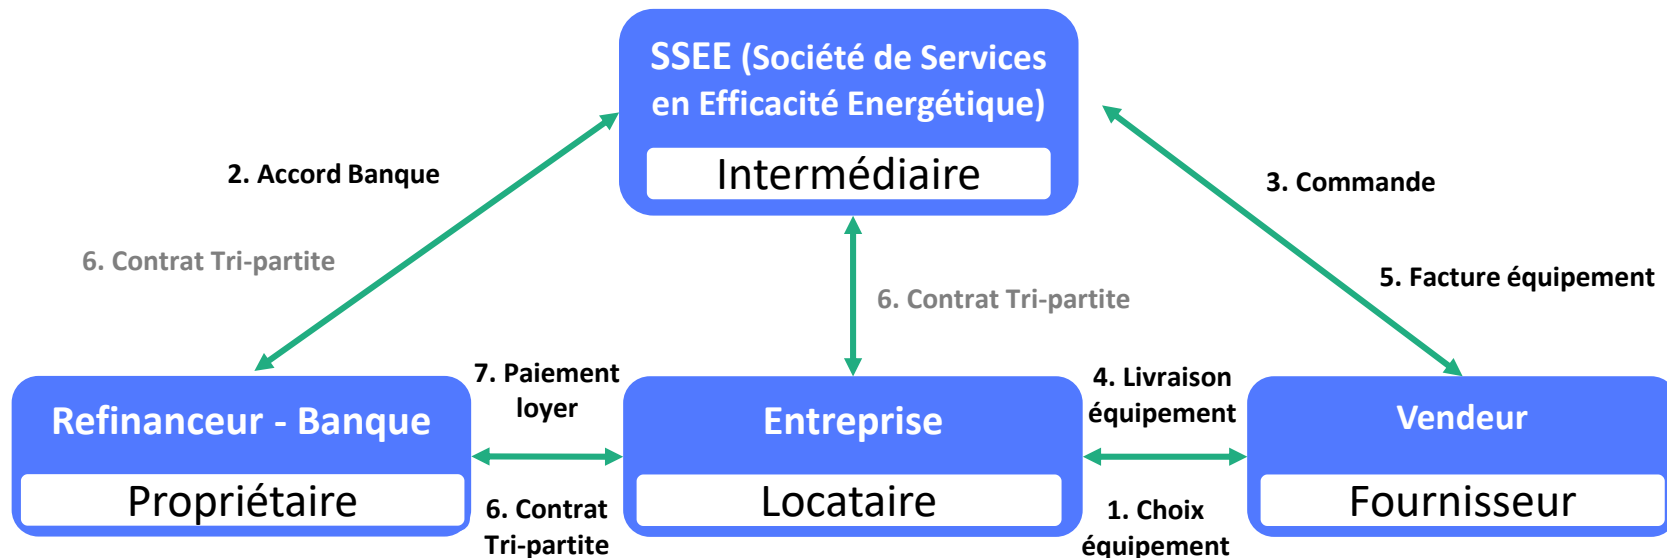 SSEE (Société de Services
en Efficacité Energétique)
Intermédiaire
2. Accord Banque
3. Commande
6. Contrat Tri-partite
5. Facture équipement
6. Contrat Tri-partite
7. Paiement
loyer
4. Livraison
équipement
Refinanceur - Banque
Propriétaire
Entreprise
Locataire
Vendeur
Fournisseur
6. Contrat
Tri-partite
1. Choix
équipement